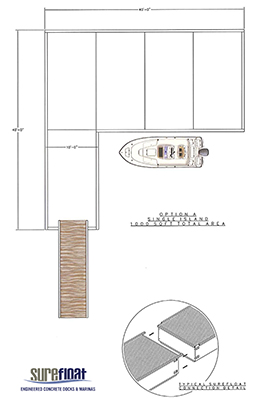 40'-0"
40'-0"
10'-0"
OPTION A
SINGLE ISLAND
1000 SQFT TOTAL AREA
TYPICAL SUREFLOAT
CONNECTION DETAIL
surefloat
ENGINEERED CONCRETE DOCKS & MARINAS